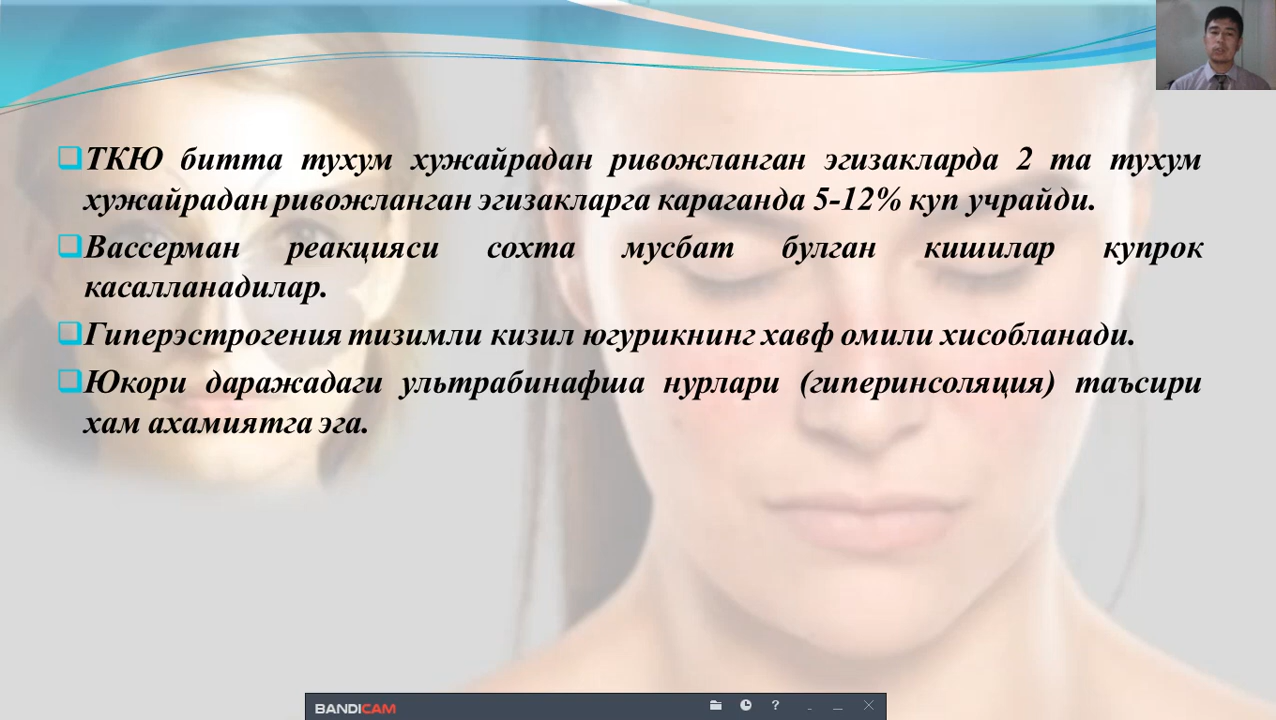 ТКЮ битта тухум хужайрадан ривожланган эгизакларда 2 та тухум
хужайрадан ривожланган эгизакларга караганда 5-12% куп учрайди.
Вассерман реакцияси сохта мусбат булган кишилар купрок
касалланадилар.
Гиперэстрогения тизимли кизил югурикнинг хавф омили хисобланади.
Юкори даражадаги ультрабинафша нурлари (гиперинсоляция) таъсири
хам ахамиятга эга.
BANDICAM